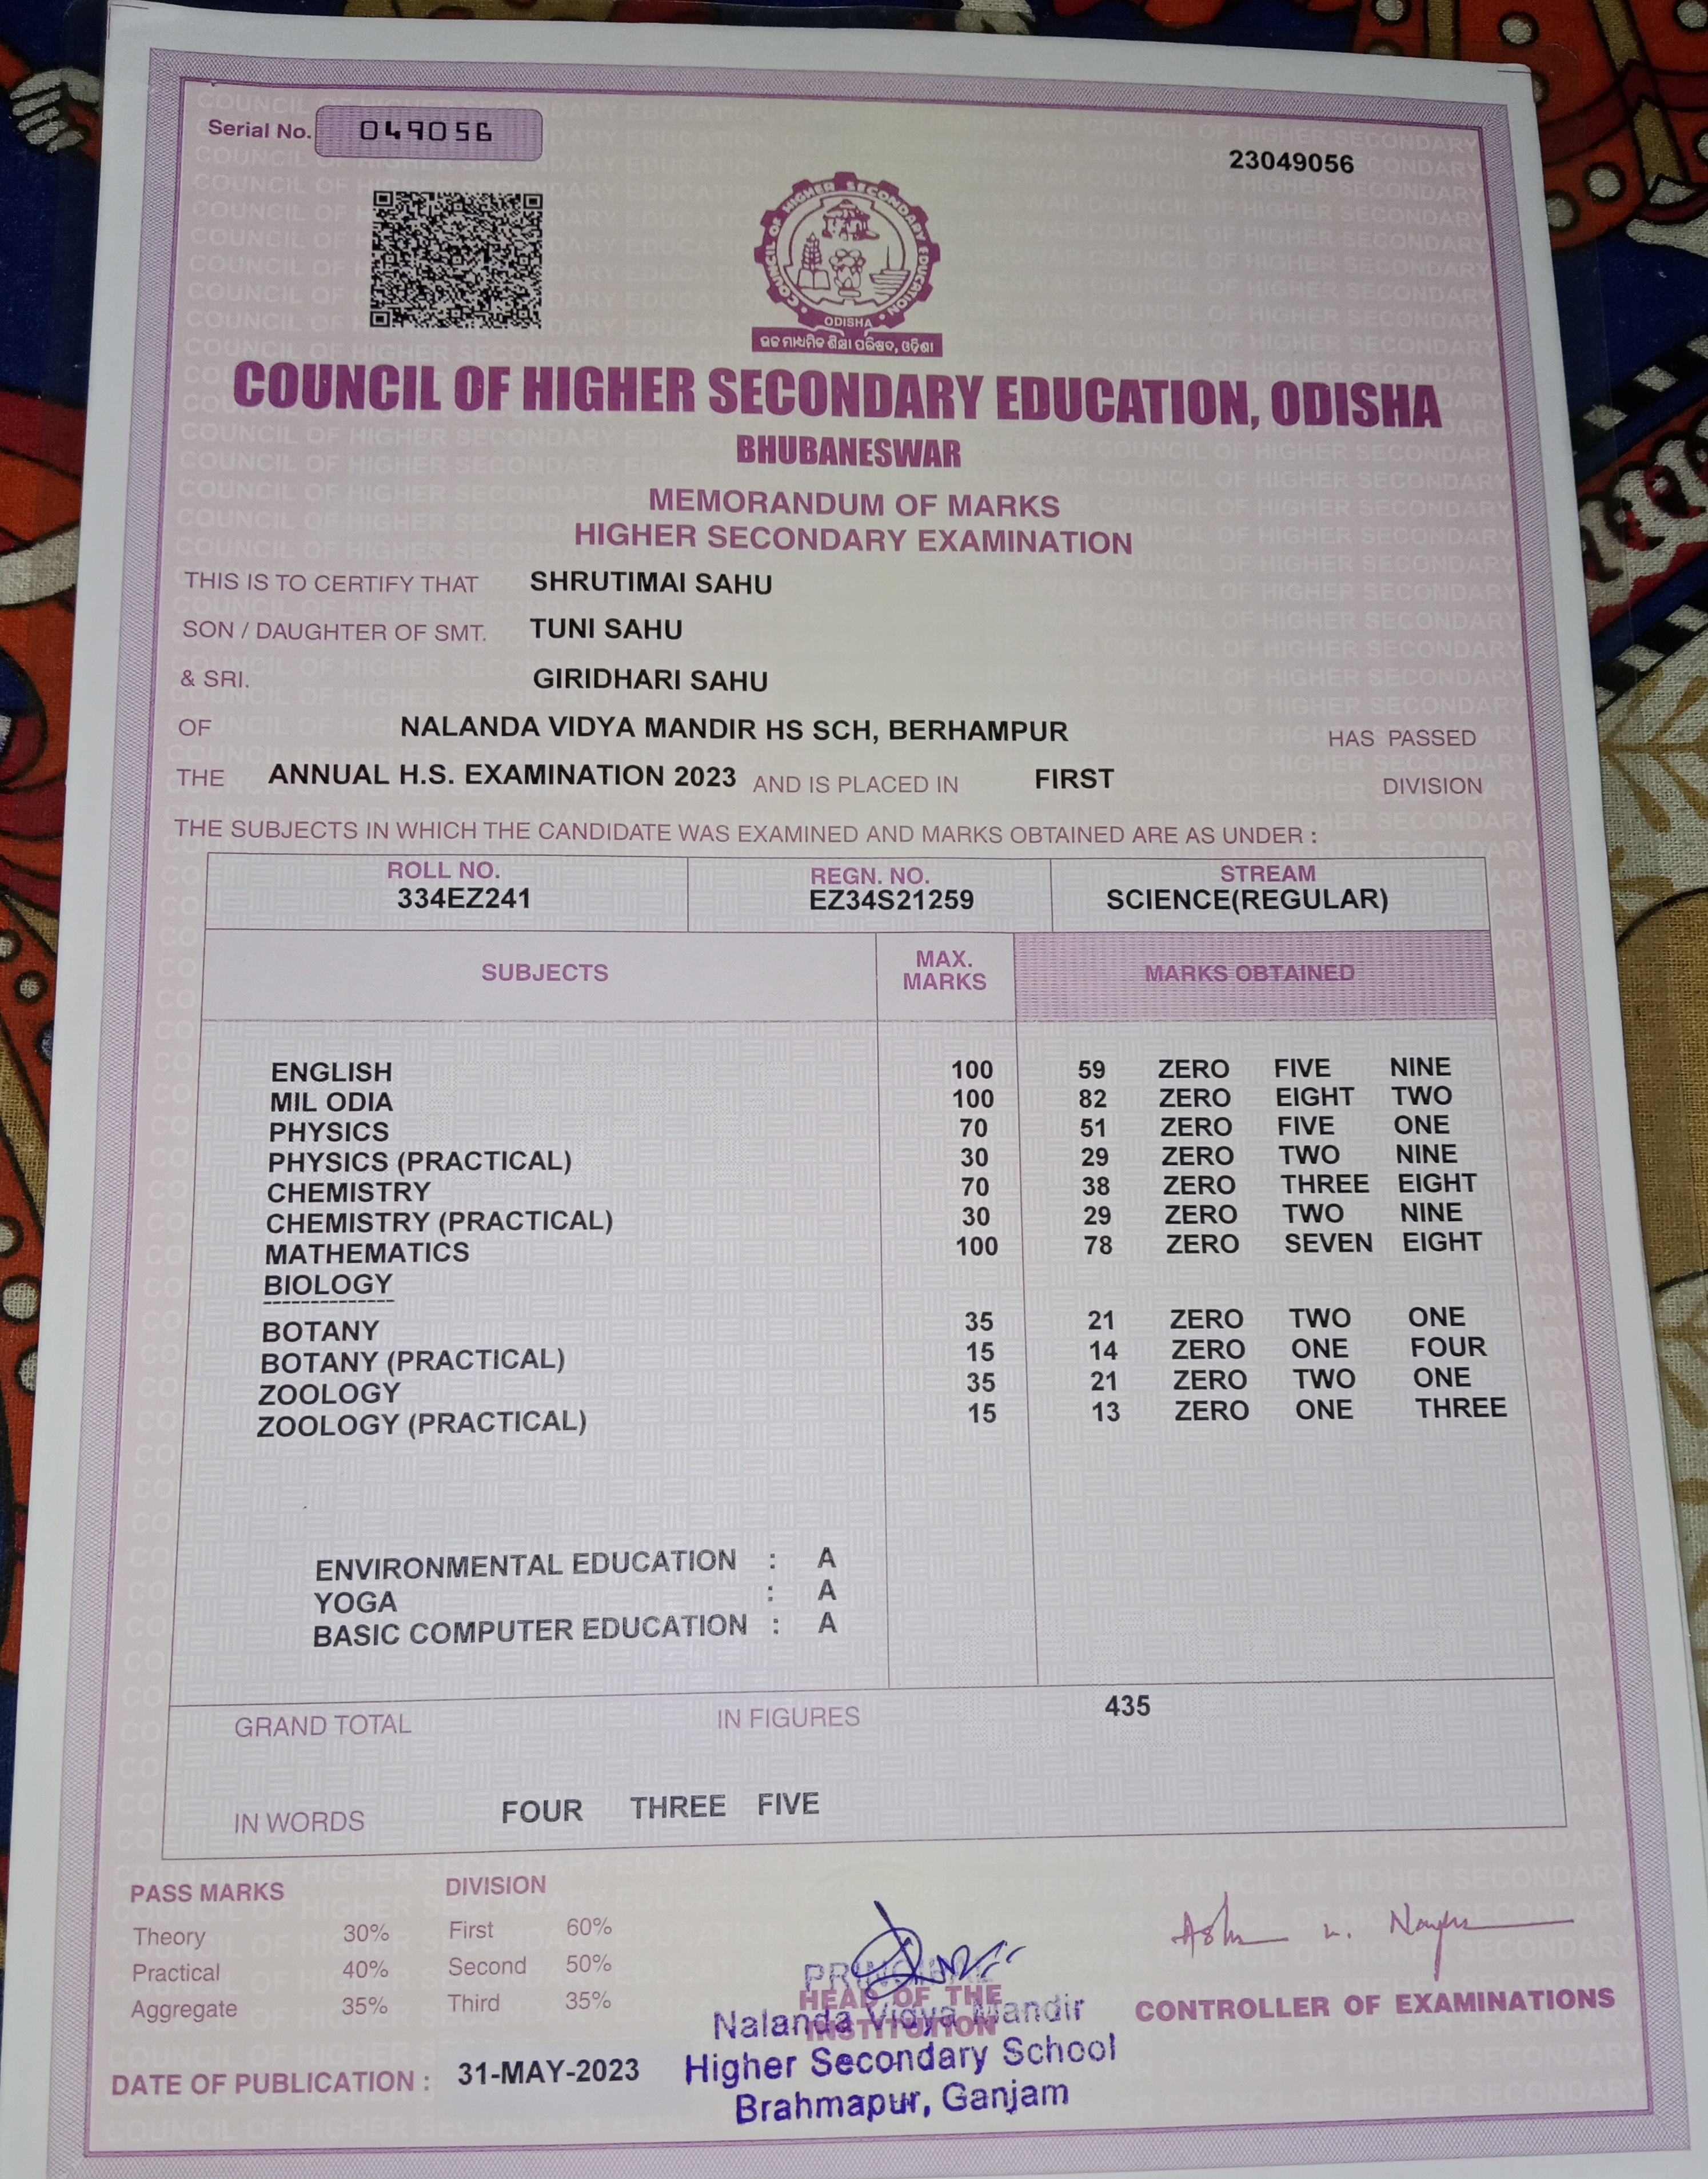 Serial No. 049056
23049056
COUNCIL OF HIGHER SECONDARY EDUCATION
ODISHA
ଉଚ୍ଚ ମାଧ୍ୟମିକ ଶିକ୍ଷା ପରିଷଦ, ଓଡ଼ିଶା
COUNCIL OF HIGHER SECONDARY EDUCATION, ODISHA
BHUBANESWAR
MEMORANDUM OF MARKS
HIGHER SECONDARY EXAMINATION
THIS IS TO CERTIFY THAT SHRUTIMAI SAHU
SON / DAUGHTER OF SMT. TUNI SAHU
& SRI. GIRIDHARI SAHU
OF NALANDA VIDYA MANDIR HS SCH, BERHAMPUR HAS PASSED
THE ANNUAL H.S. EXAMINATION 2023 AND IS PLACED IN FIRST DIVISION
THE SUBJECTS IN WHICH THE CANDIDATE WAS EXAMINED AND MARKS OBTAINED ARE AS UNDER :
ROLL NO. REGN. NO. STREAM
334EZ241 EZ34S21259 SCIENCE(REGULAR)
SUBJECTS MAX. MARKS MARKS OBTAINED
ENGLISH 100 59 ZERO FIVE NINE
MIL ODIA 100 82 ZERO EIGHT TWO
PHYSICS 70 51 ZERO FIVE ONE
PHYSICS (PRACTICAL) 30 29 ZERO TWO NINE
CHEMISTRY 70 38 ZERO THREE EIGHT
CHEMISTRY (PRACTICAL) 30 29 ZERO TWO NINE
MATHEMATICS 100 78 ZERO SEVEN EIGHT
BIOLOGY
BOTANY 35 21 ZERO TWO ONE
BOTANY (PRACTICAL) 15 14 ZERO ONE FOUR
ZOOLOGY 35 21 ZERO TWO ONE
ZOOLOGY (PRACTICAL) 15 13 ZERO ONE THREE
ENVIRONMENTAL EDUCATION : A
YOGA : A
BASIC COMPUTER EDUCATION : A
GRAND TOTAL IN FIGURES 435
IN WORDS FOUR THREE FIVE
PASS MARKS DIVISION
Theory 30% First 60%
Practical 40% Second 50%
Aggregate 35% Third 35%
PRINCIPAL
HEAD OF THE
INSTITUTION
Nalanda Vidya Mandir
Higher Secondary School
Brahmapur, Ganjam
CONTROLLER OF EXAMINATIONS
DATE OF PUBLICATION : 31-MAY-2023